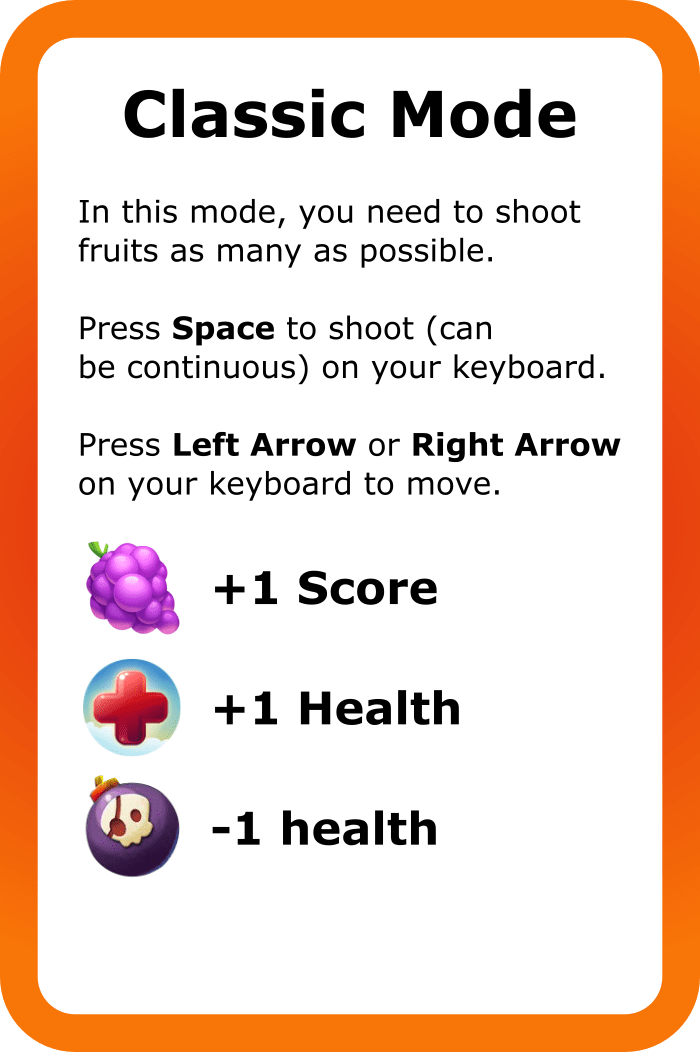 Classic Mode
In this mode, you need to shoot
fruits as many as possible.
Press Space to shoot (can
be continuous) on your keyboard.
Press Left Arrow or Right Arrow
on your keyboard to move.
+1 Score
+1 Health
-1 health